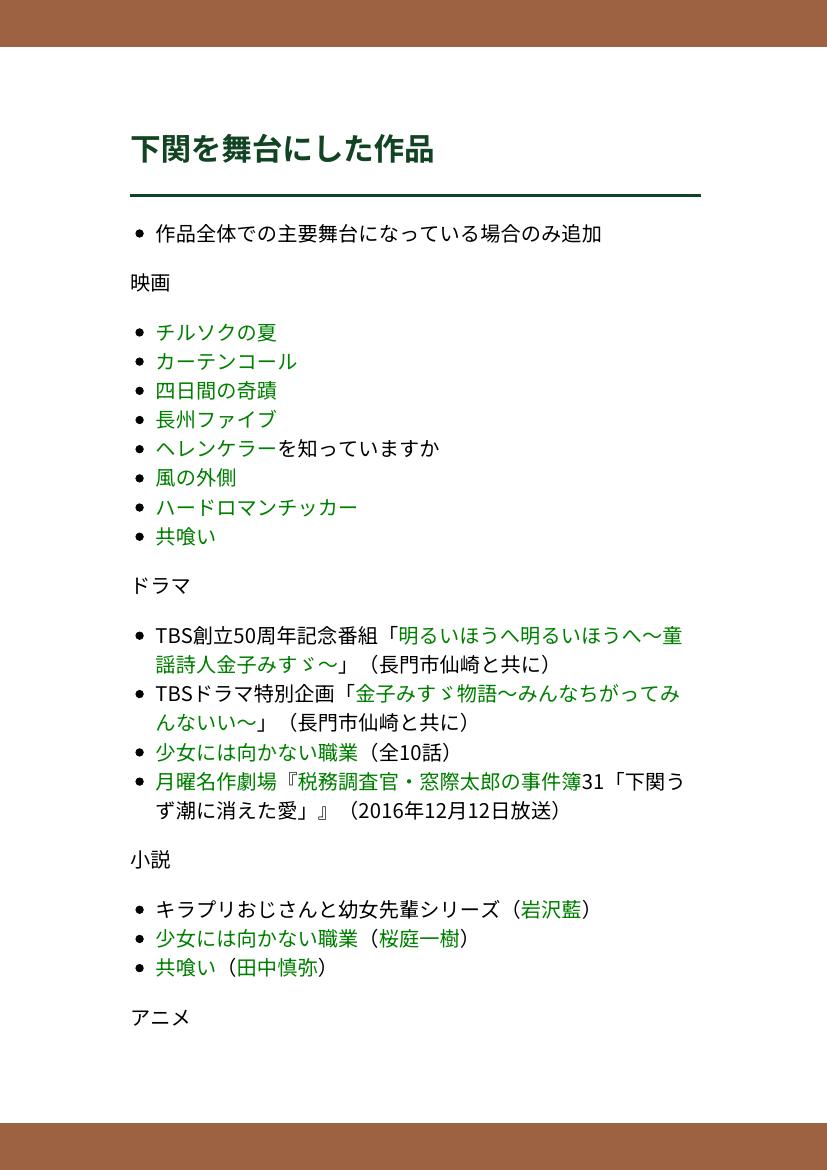 下関を舞台にした作品
作品全体での主要舞台になっている場合のみ追加
映画
チルソクの夏
カーテンコール
四日間の奇蹟
長州ファイブ
ヘレンケラーを知っていますか
風の外側
ハードロマンチッカー
共喰い
ドラマ
TBS創立50周年記念番組「明るいほうへ明るいほうへ〜童
謡詩人金子みすゞ〜」（長門市仙崎と共に）
TBSドラマ特別企画「金子みすゞ物語〜みんなちがってみ
んないい〜」（長門市仙崎と共に）
少女には向かない職業（全10話）
月曜名作劇場『税務調査官・窓際太郎の事件簿31「下関う
ず潮に消えた愛」』（2016年12月12日放送）
小説
キラプリおじさんと幼女先輩シリーズ（岩沢藍）
少女には向かない職業（桜庭一樹）
共喰い（田中慎弥）
アニメ